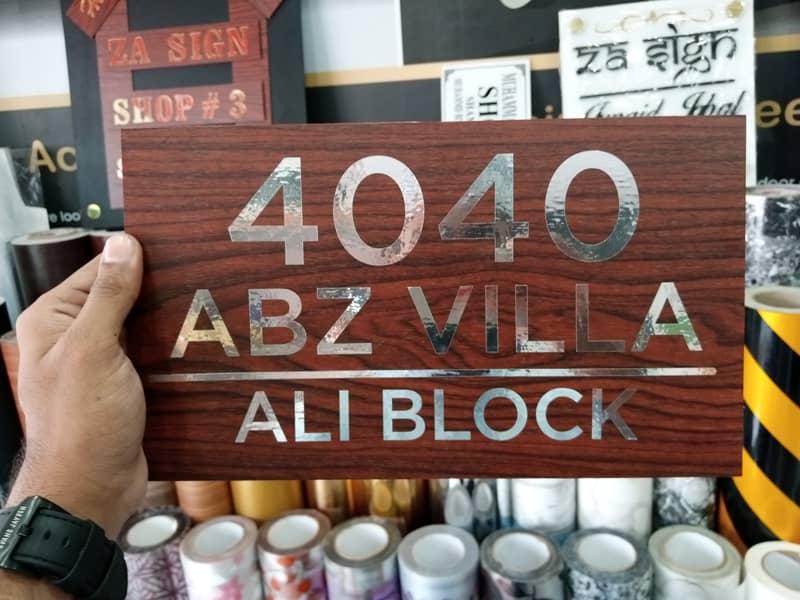 ZA SIGN
SHOP # 3
za sign
4040
ABZ VILLA
ALI BLOCK